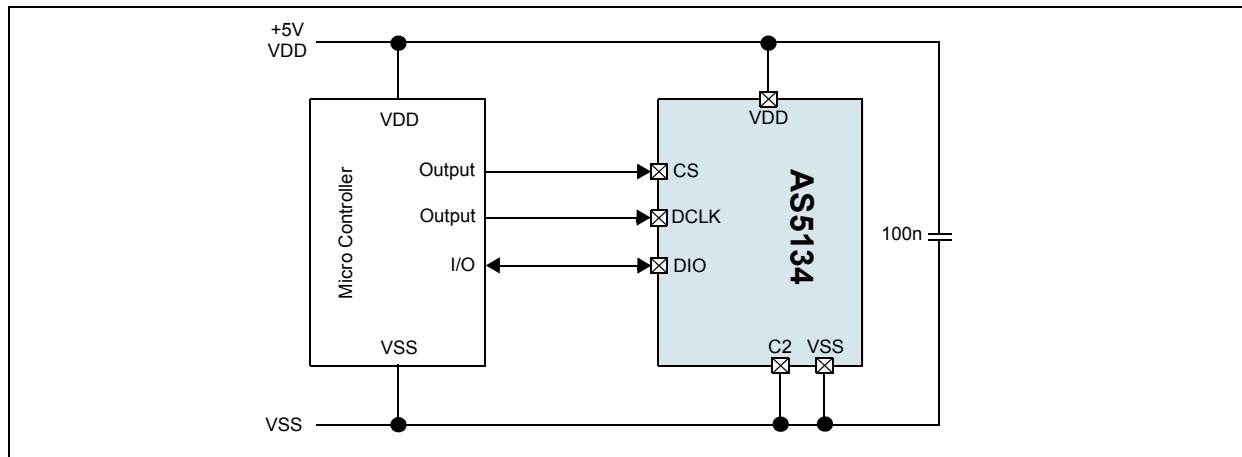 +5V
VDD
VDD
VDD
Micro Controller
Output
CS
Output
DCLK
I/O
DIO
AS5134
100n
VSS
C2
VSS
VSS